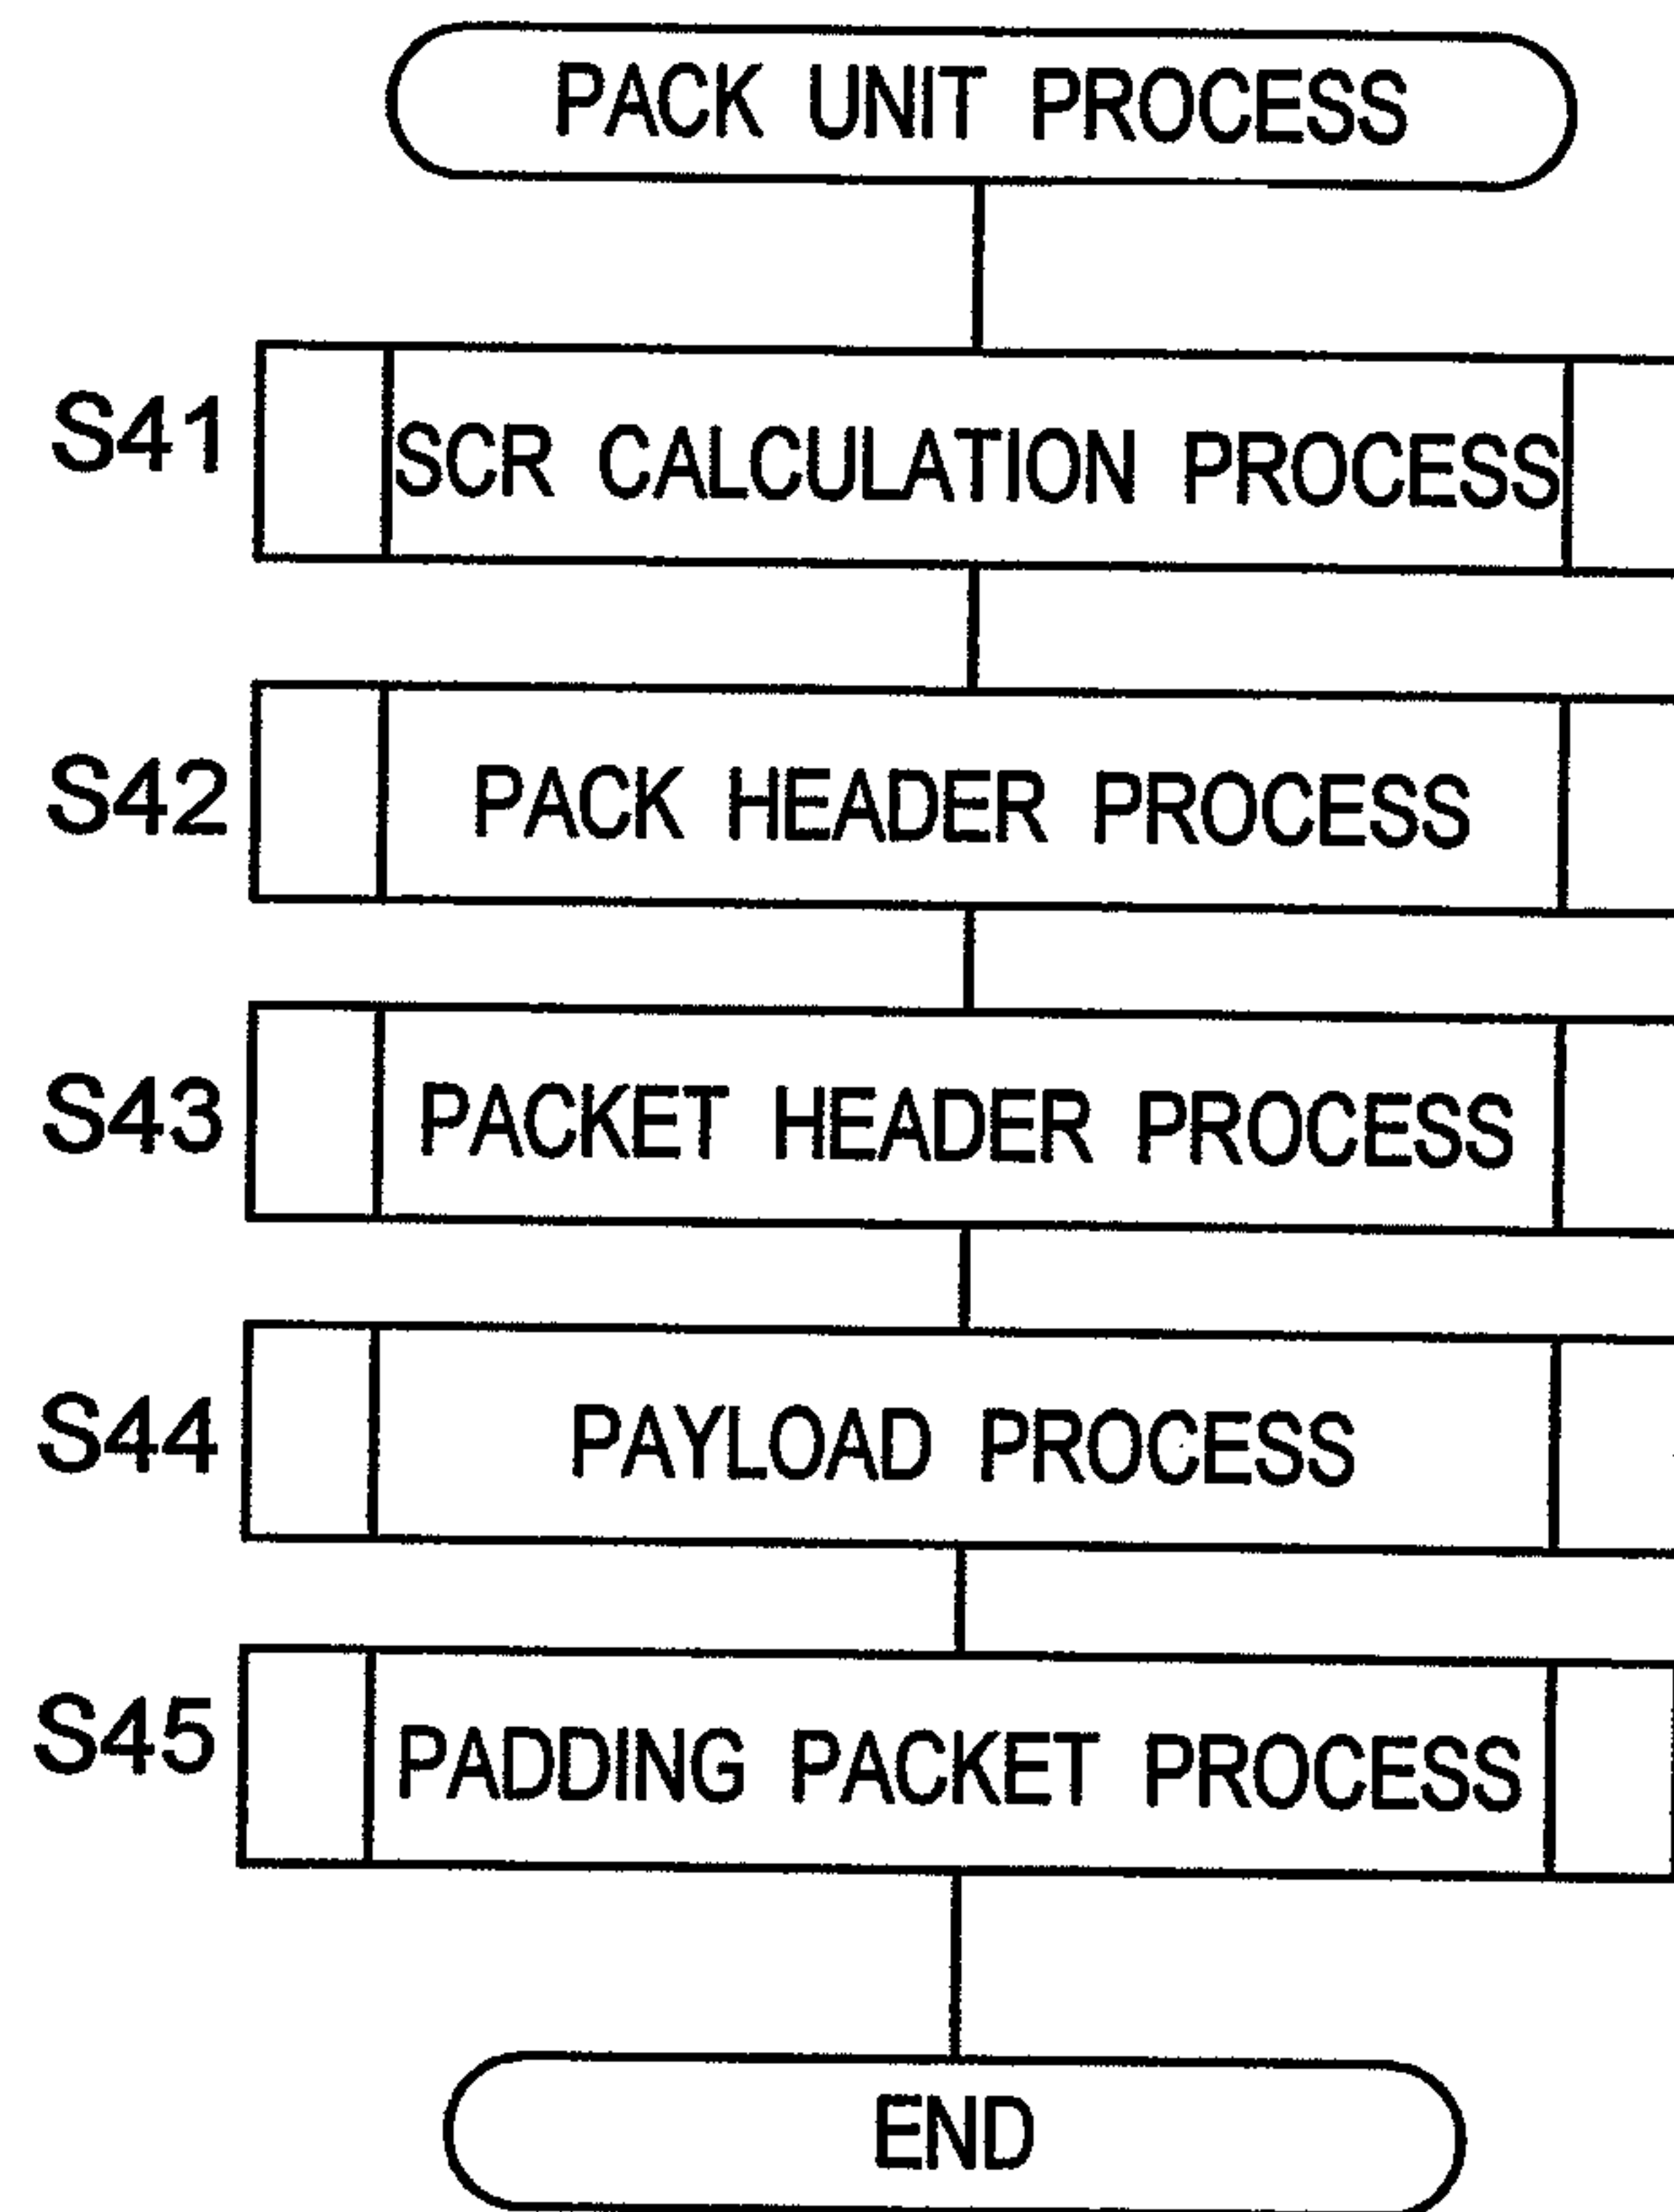 PACK UNIT PROCESS
S41 SCR CALCULATION PROCESS
S42 PACK HEADER PROCESS
S43 PACKET HEADER PROCESS
S44 PAYLOAD PROCESS
S45 PADDING PACKET PROCESS
END